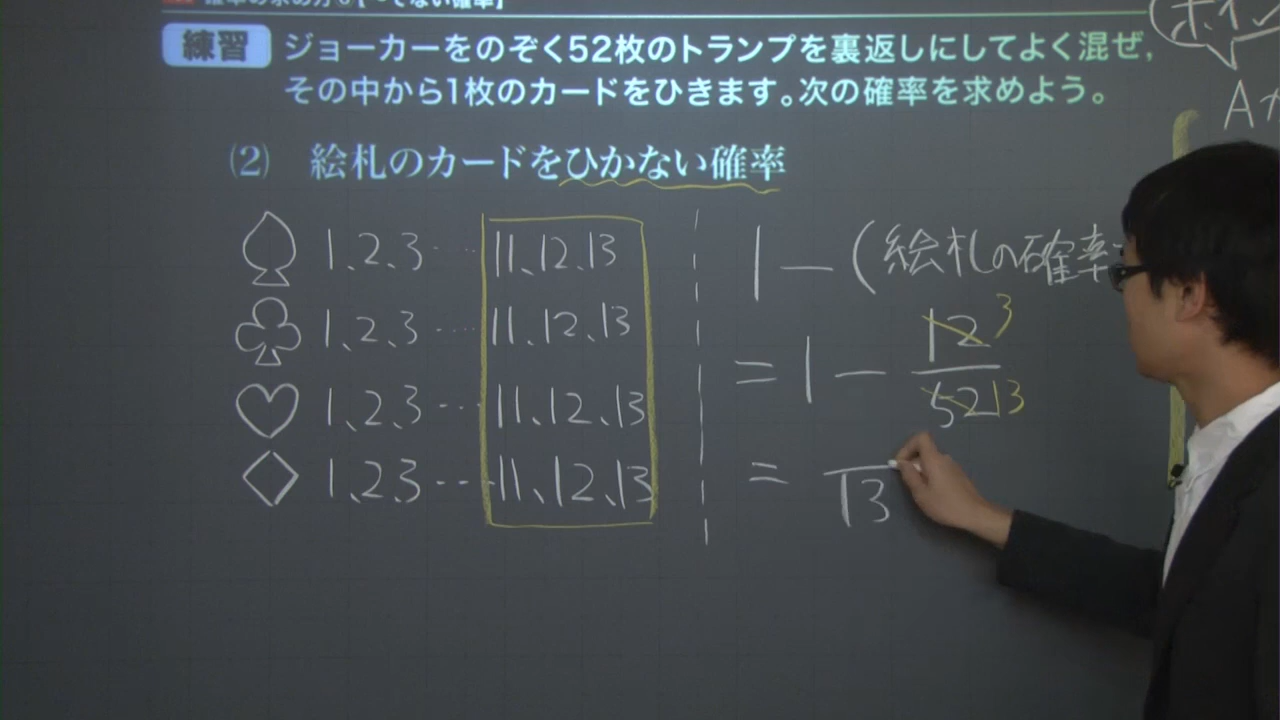 練習 ジョーカーをのぞく52枚のトランプを裏返しにしてよく混ぜ,
その中から1枚のカードをひきます。次の確率を求めよう。
(2) 絵札のカードをひかない確率
1、2、3… 11、12、13
1、2、3… 11、12、13
1、2、3… 11、12、13
1、2、3… 11、12、13
1-(絵札の確率
=1- 12 3
52 13
= 13
ポイン
A